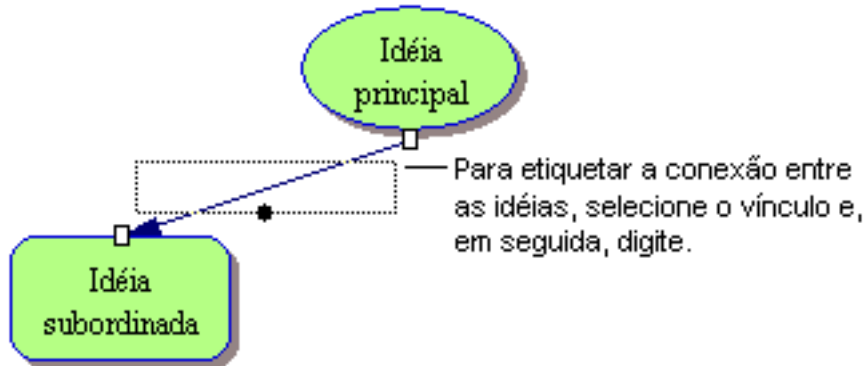 Idéia
principal
Para etiquetar a conexão entre
as idéias, selecione o vínculo e,
em seguida, digite.
Idéia
subordinada